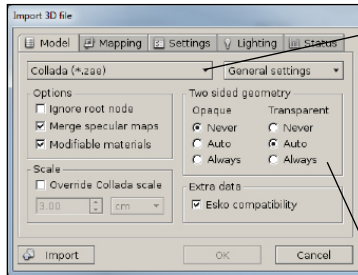 Import 3D file
Model Mapping Settings Lighting Status
Collada (*.zae) General settings
Options
Ignore root node
Merge specular maps
Modifiable materials
Two sided geometry
Opaque Transparent
Never Never
Auto Auto
Always Always
Scale
Override Collada scale
3.00 cm
Extra data
Esko compatibility
Import OK Cancel